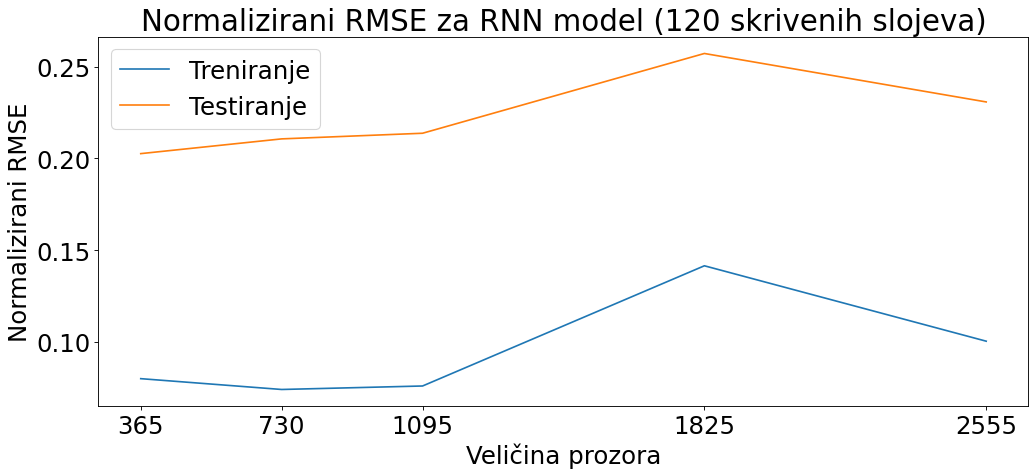 Normalizirani RMSE za RNN model (120 skrivenih slojeva)
Treniranje
Testiranje
Normalizirani RMSE
0.25
0.20
0.15
0.10
365 730 1095 1825 2555
Veličina prozora